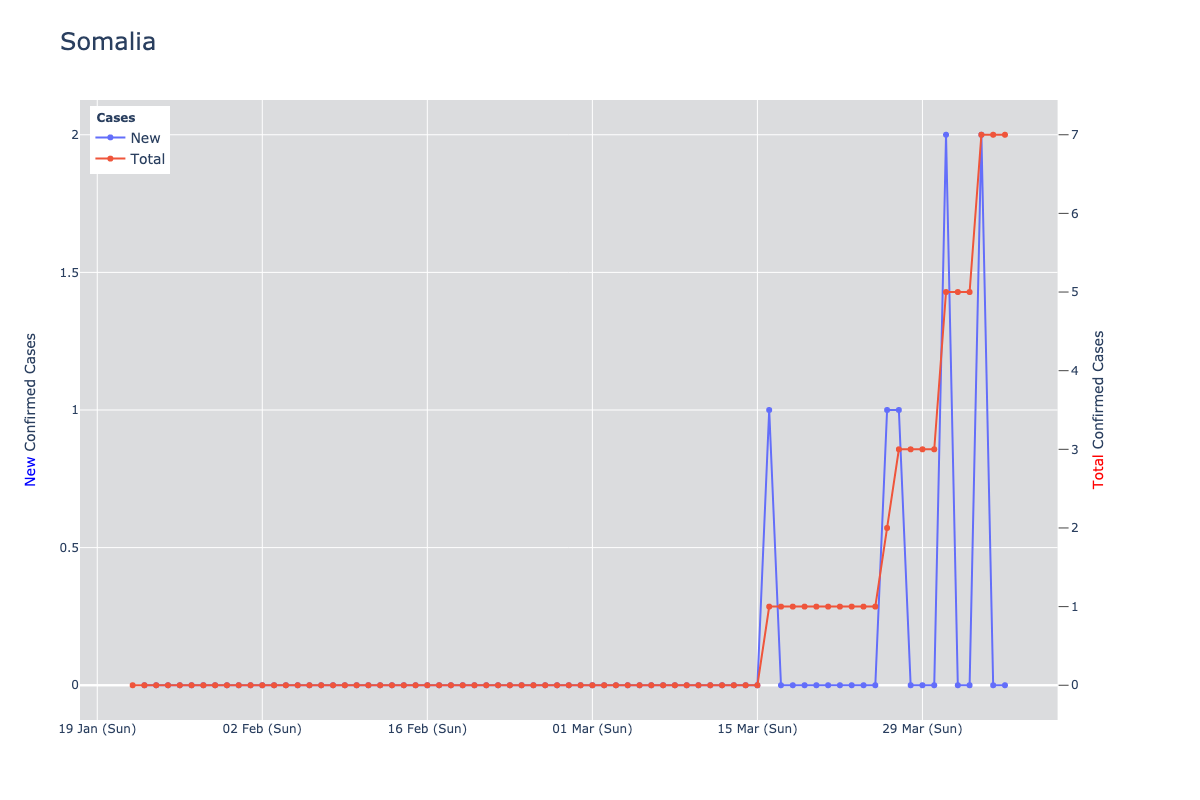 Somalia
Cases
New
Total
2
1.5
1
0.5
0
7
6
5
4
3
2
1
0
New Confirmed Cases
Total Confirmed Cases
19 Jan (Sun) 02 Feb (Sun) 16 Feb (Sun) 01 Mar (Sun) 15 Mar (Sun) 29 Mar (Sun)